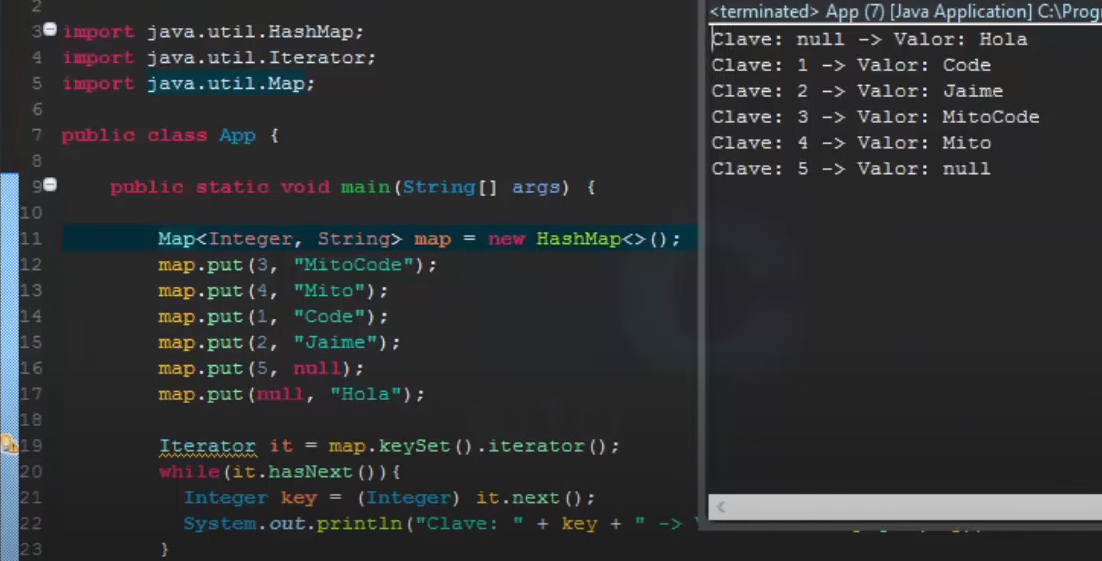 2
3 import java.util.HashMap;
4 import java.util.Iterator;
5 import java.util.Map;
6
7 public class App {
8
9 public static void main(String[] args) {
10
11 Map<Integer, String> map = new HashMap<>();
12 map.put(3, "MitoCode");
13 map.put(4, "Mito");
14 map.put(1, "Code");
15 map.put(2, "Jaime");
16 map.put(5, null);
17 map.put(null, "Hola");
18
19 Iterator it = map.keySet().iterator();
20 while(it.hasNext()){
21 Integer key = (Integer) it.next();
22 System.out.println("Clave: " + key + " ->
23 }
<terminated> App (7) [Java Application] C:\Progr
Clave: null -> Valor: Hola
Clave: 1 -> Valor: Code
Clave: 2 -> Valor: Jaime
Clave: 3 -> Valor: MitoCode
Clave: 4 -> Valor: Mito
Clave: 5 -> Valor: null